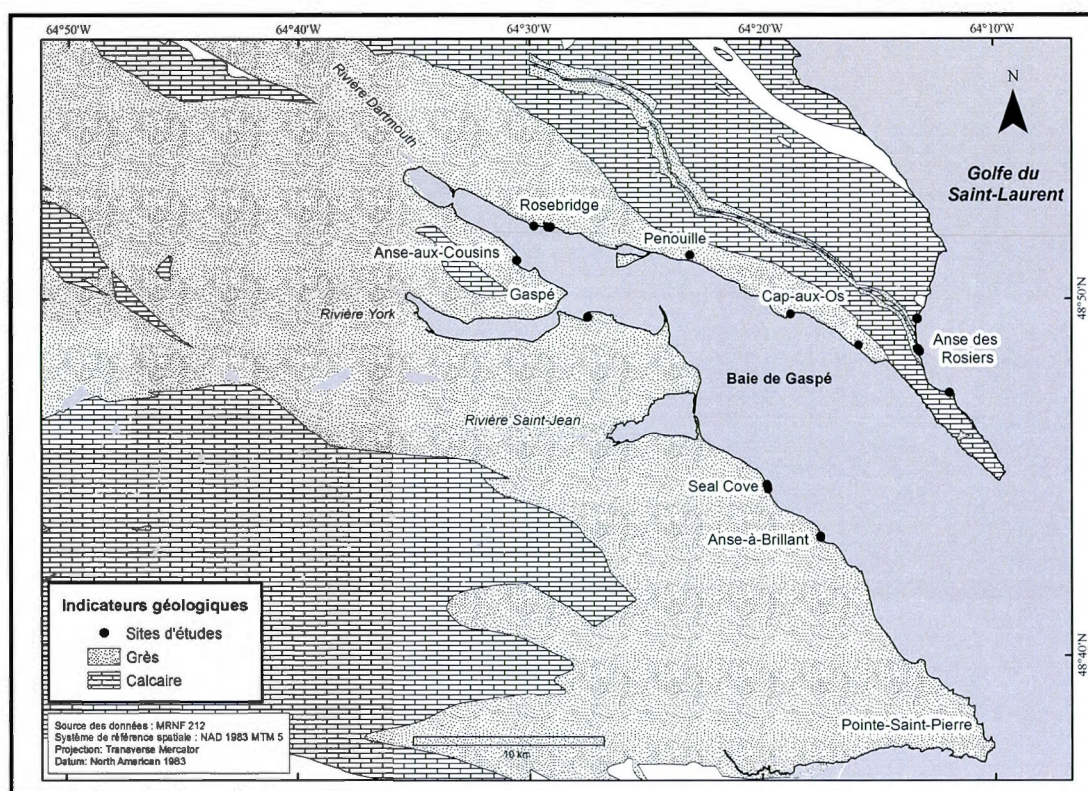 64°50'W
64°40'W
64°30'W
64°20'W
64°10'W
Rivière Dartmouth
N
Golfe du
Saint-Laurent
Rosebridge
Penouille
Anse-aux-Cousins
Gaspé
Cap-aux-Os
48°50'N
Rivière York
Anse des
Rosiers
Baie de Gaspé
Rivière Saint-Jean
Seal Cove
Anse-à-Brillant
Indicateurs géologiques
Sites d'études
Grès
Calcaire
48°40'N
Pointe-Saint-Pierre
Source des données : MRNF 212
Système de référence spatiale : NAD 1983 MTM 5
Projection: Transverse Mercator
Datum: North American 1983
10 km